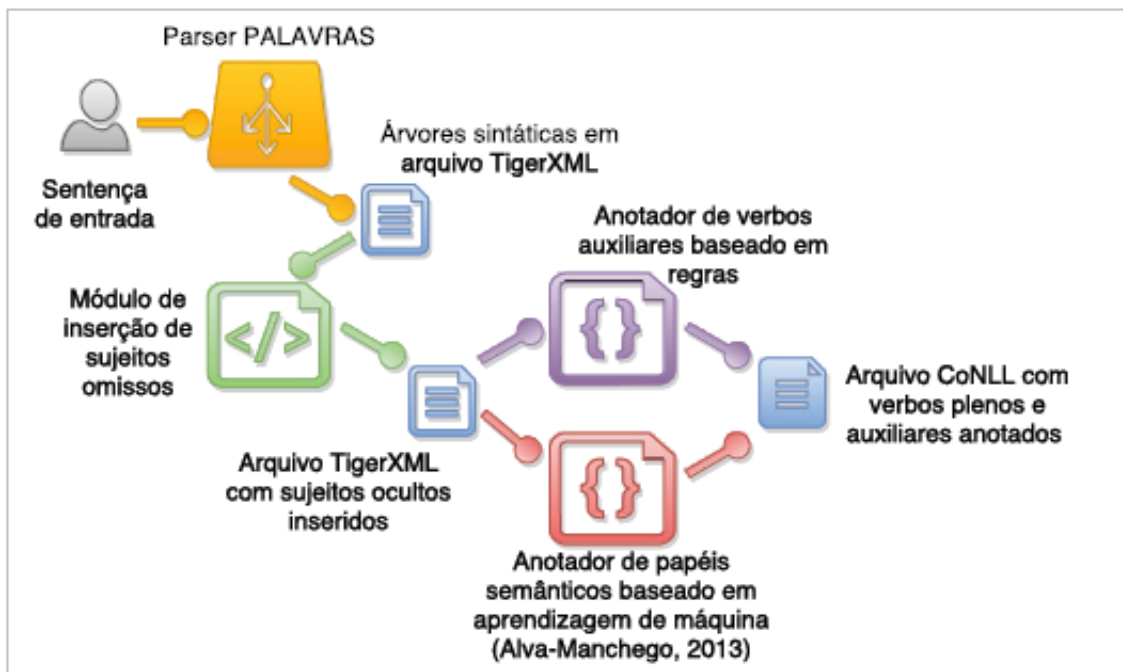 Parser PALAVRAS
Sentença
de entrada
Árvores sintáticas em
arquivo TigerXML
Módulo de
inserção de
sujeitos
omissos
</>
Arquivo TigerXML
com sujeitos ocultos
inseridos
Anotador de verbos
auxiliares baseado em
regras
{}
{}
Anotador de papéis
semânticos baseado em
aprendizagem de máquina
(Alva-Manchego, 2013)
Arquivo CoNLL com
verbos plenos e
auxiliares anotados